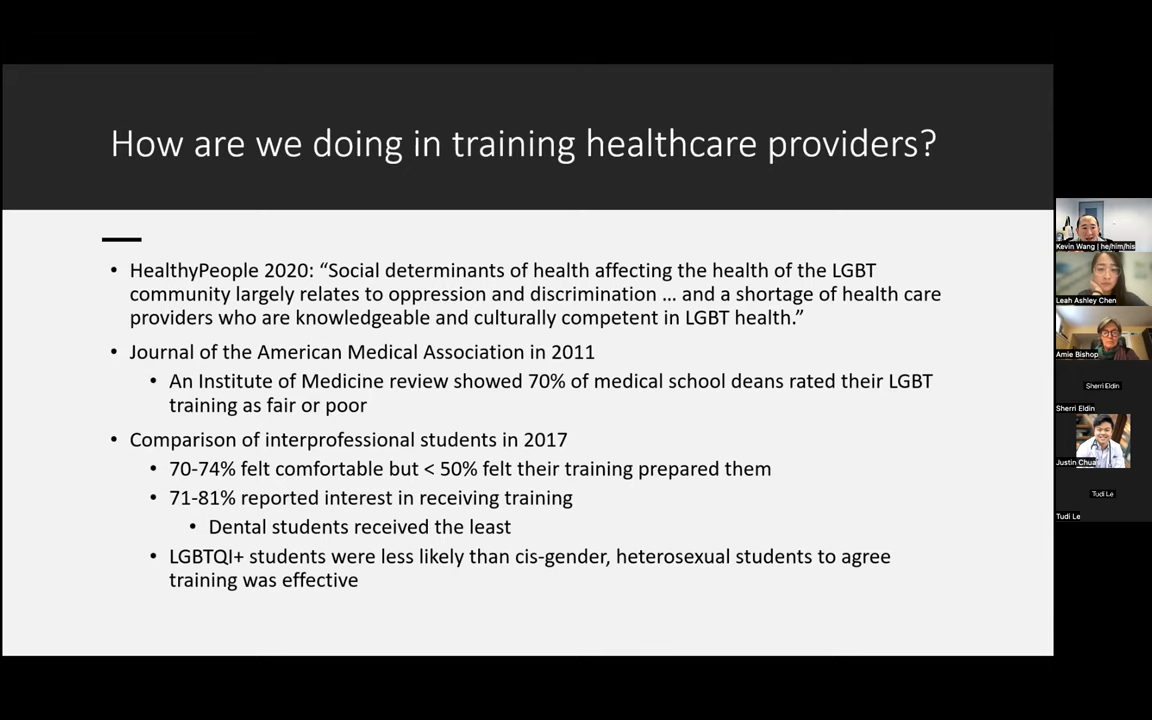 How are we doing in training healthcare providers?
• HealthyPeople 2020: “Social determinants of health affecting the health of the LGBT
community largely relates to oppression and discrimination … and a shortage of health care
providers who are knowledgeable and culturally competent in LGBT health.”
• Journal of the American Medical Association in 2011
• An Institute of Medicine review showed 70% of medical school deans rated their LGBT
training as fair or poor
• Comparison of interprofessional students in 2017
• 70-74% felt comfortable but < 50% felt their training prepared them
• 71-81% reported interest in receiving training
• Dental students received the least
• LGBTQI+ students were less likely than cis-gender, heterosexual students to agree
training was effective
Kevin Wang | he/him/his
Leah Ashley Chen
Amie Bishop
Sherri Eldin
Sherri Eldin
Justin Chua
Tudi Le
Tudi Le